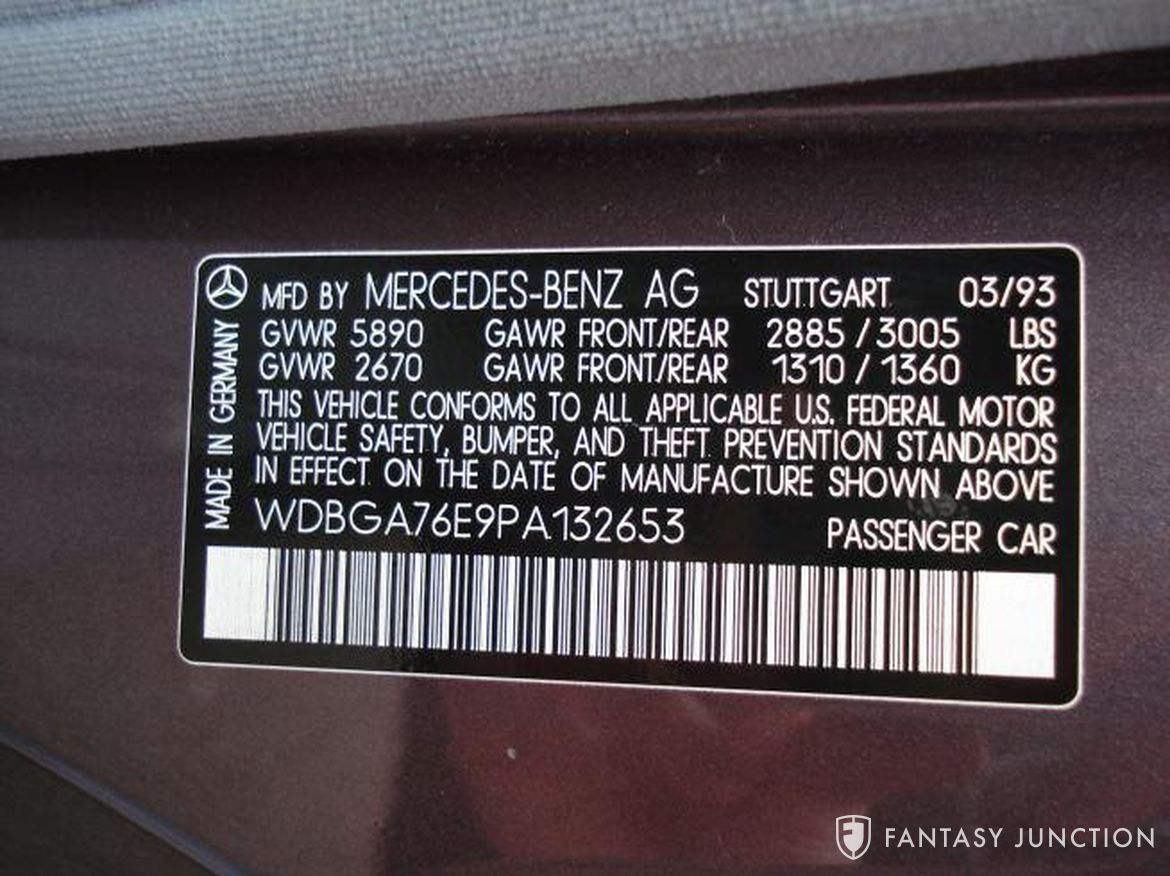 MFD BY MERCEDES-BENZ AG STUTTGART 03/93
GVWR 5890 GAWR FRONT/REAR 2885/3005 LBS
GVWR 2670 GAWR FRONT/REAR 1310/1360 KG
THIS VEHICLE CONFORMS TO ALL APPLICABLE U.S. FEDERAL MOTOR
VEHICLE SAFETY, BUMPER, AND THEFT PREVENTION STANDARDS
IN EFFECT ON THE DATE OF MANUFACTURE SHOWN ABOVE
WDBGA76E9PA132653 PASSENGER CAR
MADE IN GERMANY
FANTASY JUNCTION